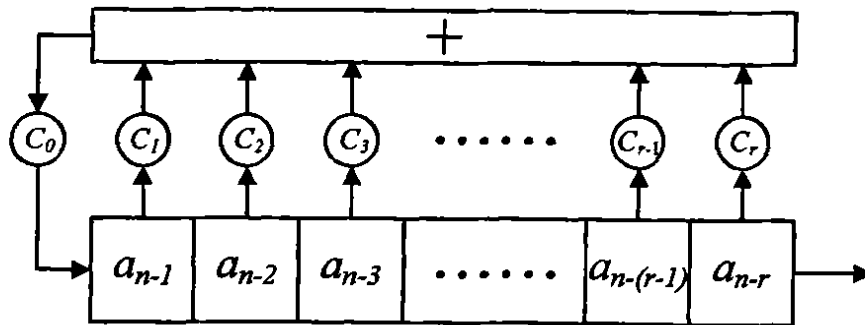 +
C₀ C₁ C₂ C₃ ...... Cᵣ₋₁ Cᵣ
aₙ₋₁ aₙ₋₂ aₙ₋₃ ...... aₙ₋₍ᵣ₋₁₎ aₙ₋ᵣ